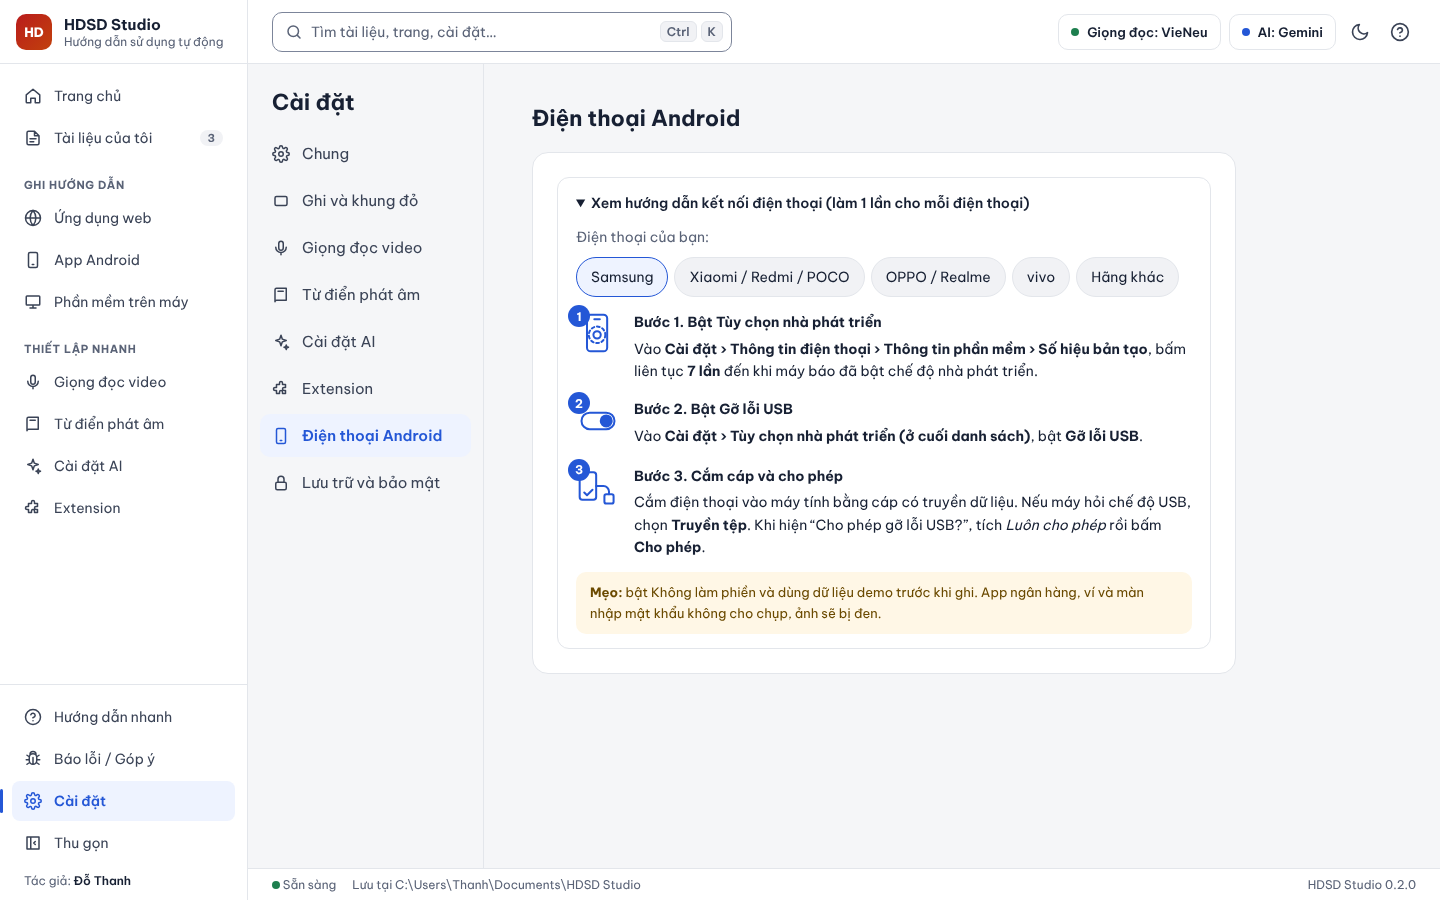 HD
HDSD Studio
Hướng dẫn sử dụng tự động
Tìm tài liệu, trang, cài đặt...
Ctrl
K
Giọng đọc: VieNeu
AI: Gemini
Trang chủ
Tài liệu của tôi
3
GHI HƯỚNG DẪN
Ứng dụng web
App Android
Phần mềm trên máy
THIẾT LẬP NHANH
Giọng đọc video
Từ điển phát âm
Cài đặt AI
Extension
Hướng dẫn nhanh
Báo lỗi / Góp ý
Cài đặt
Thu gọn
Tác giả: Đỗ Thanh
Cài đặt
Chung
Ghi và khung đỏ
Giọng đọc video
Từ điển phát âm
Cài đặt AI
Extension
Điện thoại Android
Lưu trữ và bảo mật
Điện thoại Android
▼ Xem hướng dẫn kết nối điện thoại (làm 1 lần cho mỗi điện thoại)
Điện thoại của bạn:
Samsung
Xiaomi / Redmi / POCO
OPPO / Realme
vivo
Hãng khác
1
Bước 1. Bật Tùy chọn nhà phát triển
Vào Cài đặt › Thông tin điện thoại › Thông tin phần mềm › Số hiệu bản tạo, bấm
liên tục 7 lần đến khi máy báo đã bật chế độ nhà phát triển.
2
Bước 2. Bật Gỡ lỗi USB
Vào Cài đặt › Tùy chọn nhà phát triển (ở cuối danh sách), bật Gỡ lỗi USB.
3
Bước 3. Cắm cáp và cho phép
Cắm điện thoại vào máy tính bằng cáp có truyền dữ liệu. Nếu máy hỏi chế độ USB,
chọn Truyền tệp. Khi hiện “Cho phép gỡ lỗi USB?”, tích Luôn cho phép rồi bấm
Cho phép.
Mẹo: bật Không làm phiền và dùng dữ liệu demo trước khi ghi. App ngân hàng, ví và màn
nhập mật khẩu không cho chụp, ảnh sẽ bị đen.
Sẵn sàng
Lưu tại C:\Users\Thanh\Documents\HDSD Studio
HDSD Studio 0.2.0